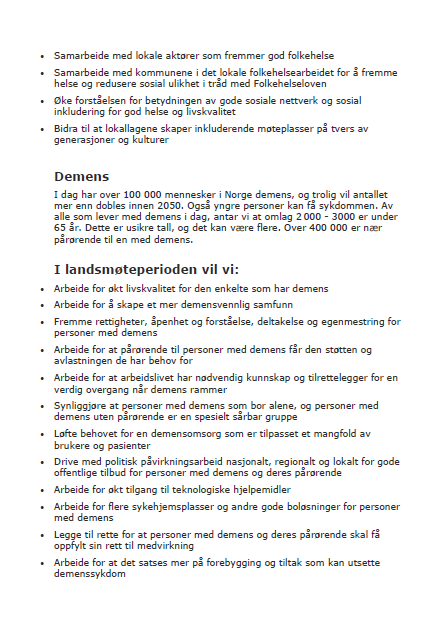 • Samarbeide med lokale aktører som fremmer god folkehelse
• Samarbeide med kommunene i det lokale folkehelsearbeidet for å fremme
helse og redusere sosial ulikhet i tråd med Folkehelseloven
• Øke forståelsen for betydningen av gode sosiale nettverk og sosial
inkludering for god helse og livskvalitet
• Bidra til at lokallagene skaper inkluderende møteplasser på tvers av
generasjoner og kulturer
Demens
I dag har over 100 000 mennesker i Norge demens, og trolig vil antallet
mer enn dobles innen 2050. Også yngre personer kan få sykdommen. Av
alle som lever med demens i dag, antar vi at omlag 2 000 - 3000 er under
65 år. Dette er usikre tall, og det kan være flere. Over 400 000 er nær
pårørende til en med demens.
I landsmøteperioden vil vi:
• Arbeide for økt livskvalitet for den enkelte som har demens
• Arbeide for å skape et mer demensvennlig samfunn
• Fremme rettigheter, åpenhet og forståelse, deltakelse og egenmestring for
personer med demens
• Arbeide for at pårørende til personer med demens får den støtten og
avlastningen de har behov for
• Arbeide for at arbeidslivet har nødvendig kunnskap og tilrettelegger for en
verdig overgang når demens rammer
• Synliggjøre at personer med demens som bor alene, og personer med
demens uten pårørende er en spesielt sårbar gruppe
• Løfte behovet for en demensomsorg som er tilpasset et mangfold av
brukere og pasienter
• Drive med politisk påvirkningsarbeid nasjonalt, regionalt og lokalt for gode
offentlige tilbud for personer med demens og deres pårørende
• Arbeide for økt tilgang til teknologiske hjelpemidler
• Arbeide for flere sykehjemsplasser og andre gode boløsninger for personer
med demens
• Legge til rette for at personer med demens og deres pårørende skal få
oppfylt sin rett til medvirkning
• Arbeide for at det satses mer på forebygging og tiltak som kan utsette
demenssykdom